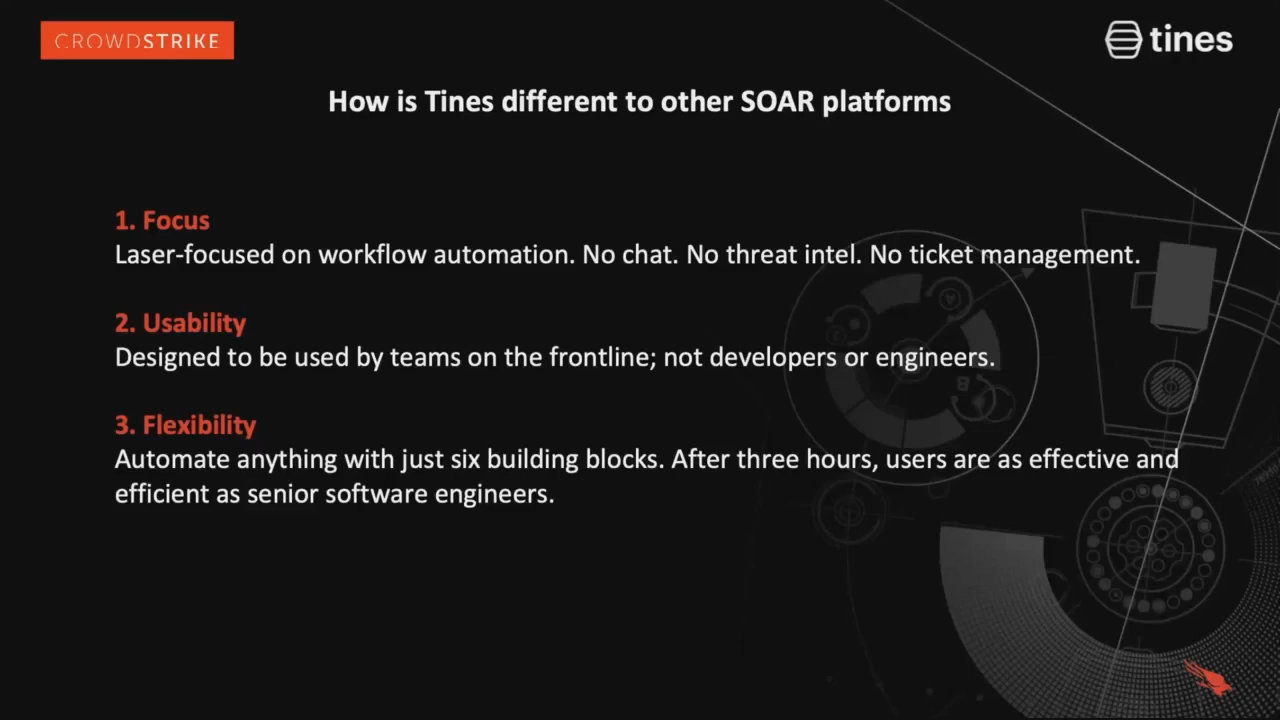 CROWDSTRIKE
tines
How is Tines different to other SOAR platforms
1. Focus
Laser-focused on workflow automation. No chat. No threat intel. No ticket management.
2. Usability
Designed to be used by teams on the frontline; not developers or engineers.
3. Flexibility
Automate anything with just six building blocks. After three hours, users are as effective and
efficient as senior software engineers.